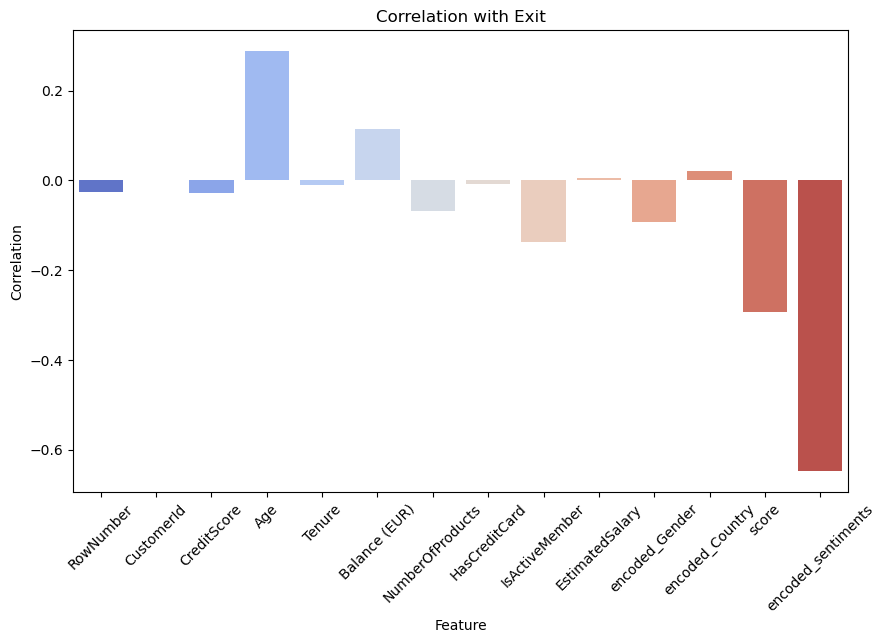 Correlation with Exit
Correlation
0.2
0.0
−0.2
−0.4
−0.6
RowNumber
CustomerId
CreditScore
Age
Tenure
Balance (EUR)
NumberOfProducts
HasCreditCard
IsActiveMember
EstimatedSalary
encoded_Gender
encoded_Country
score
encoded_sentiments
Feature